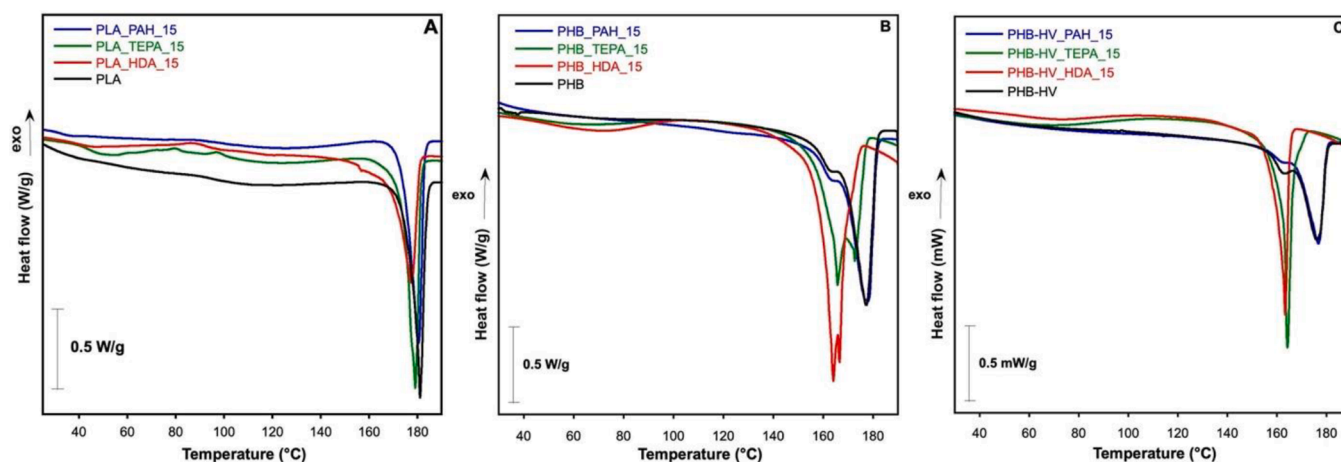 A
PLA_PAH_15
PLA_TEPA_15
PLA_HDA_15
PLA
exo
Heat flow (W/g)
0.5 W/g
40 60 80 100 120 140 160 180
Temperature (°C)
B
PHB_PAH_15
PHB_TEPA_15
PHB_HDA_15
PHB
exo
Heat flow (W/g)
0.5 W/g
40 60 80 100 120 140 160 180
Temperature (°C)
C
PHB-HV_PAH_15
PHB-HV_TEPA_15
PHB-HV_HDA_15
PHB-HV
exo
Heat flow (mW)
0.5 mW/g
40 60 80 100 120 140 160 180
Temperature (°C)